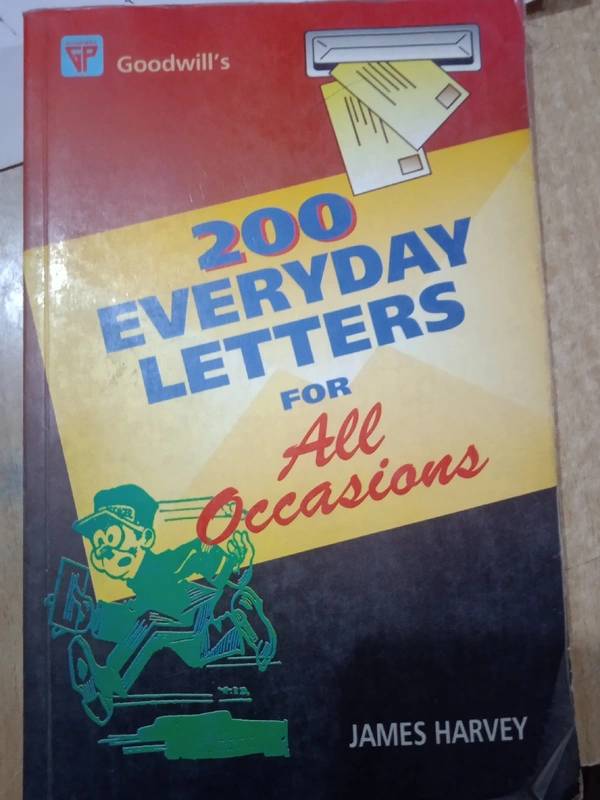 GP
Goodwill's
200
EVERYDAY
LETTERS
FOR
All
Occasions
JAMES HARVEY